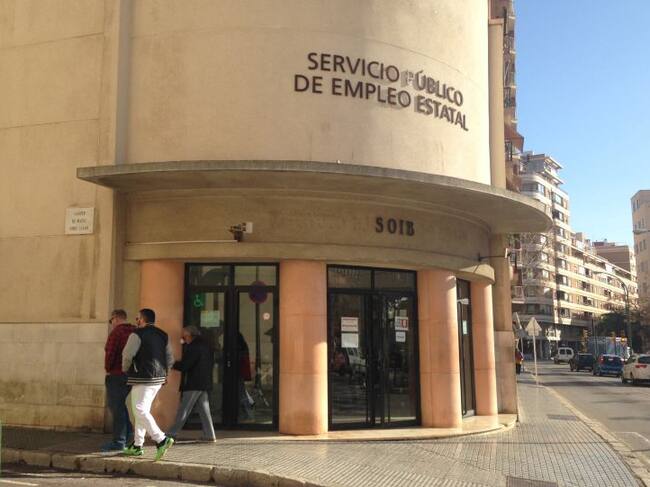 SERVICIO PÚBLICO
DE EMPLEO ESTATAL
SOIB